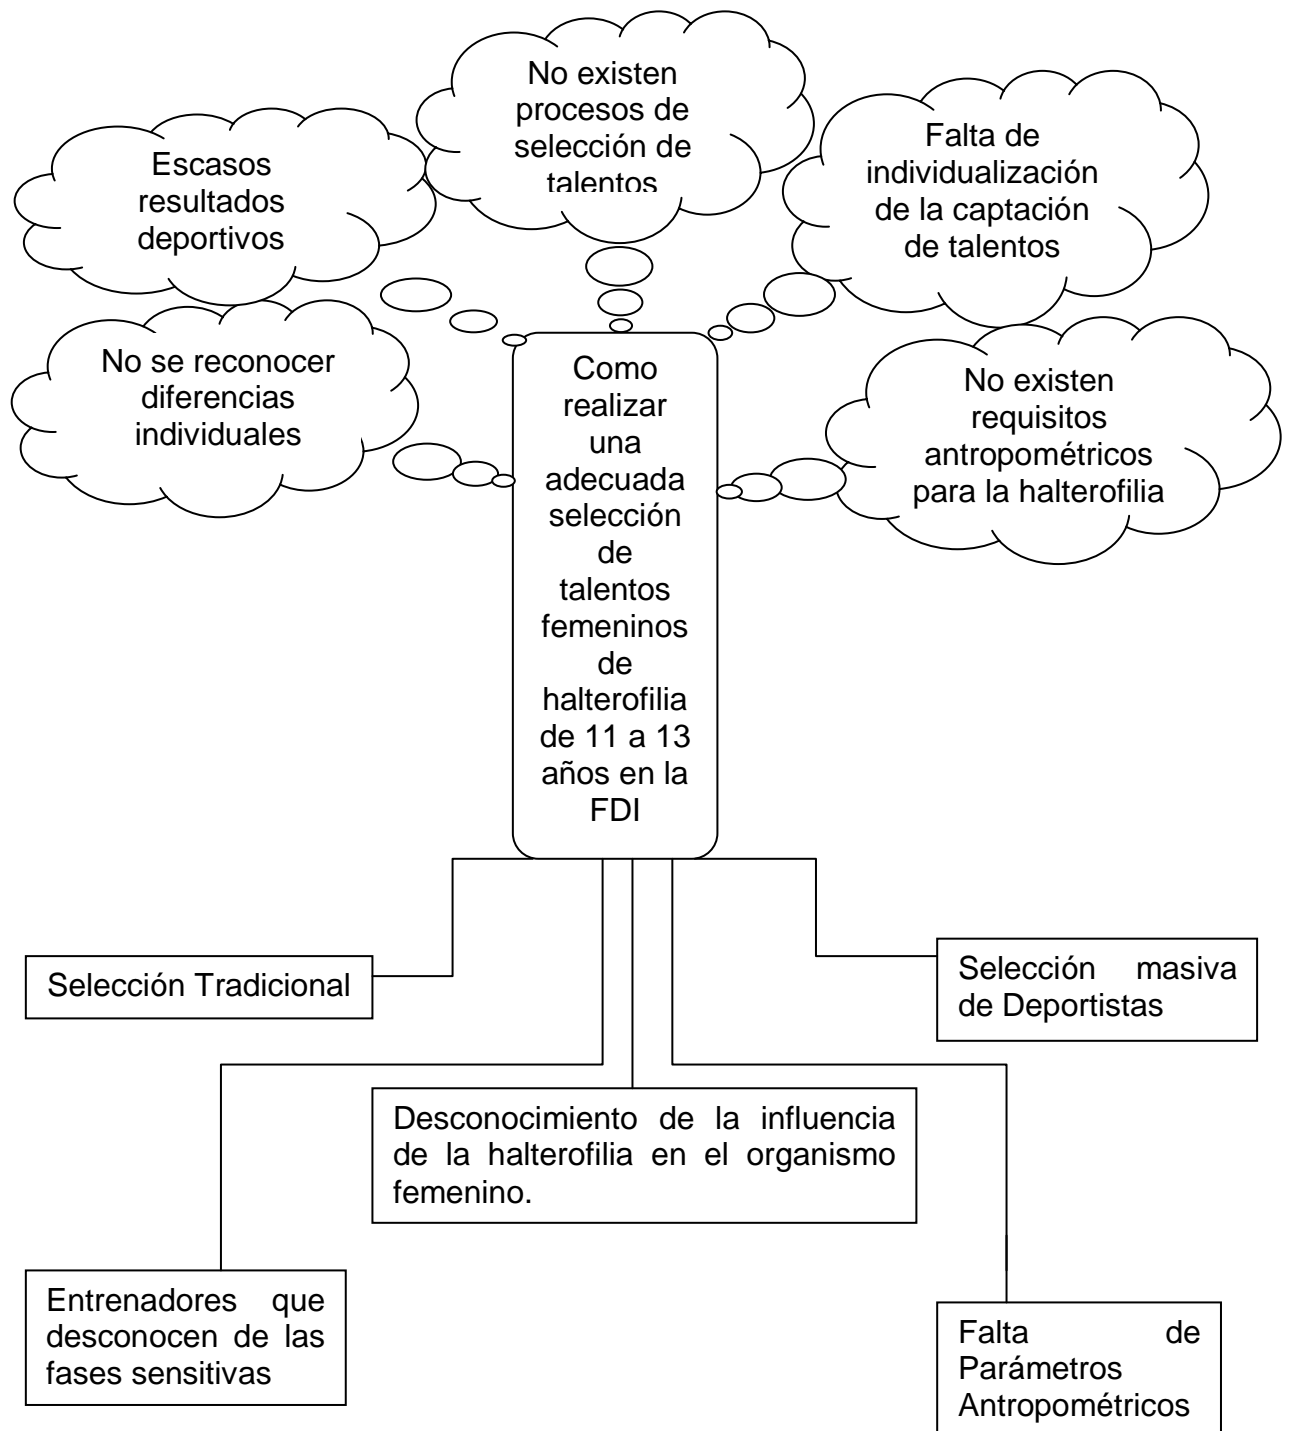 No existen
procesos de
selección de
talentos
Escasos
resultados
deportivos
Falta de
individualización
de la captación
de talentos
No se reconocer
diferencias
individuales
No existen
requisitos
antropométricos
para la halterofilia
Como
realizar
una
adecuada
selección
de
talentos
femeninos
de
halterofilia
de 11 a 13
años en la
FDI
Selección Tradicional
Selección masiva
de Deportistas
Desconocimiento de la influencia
de la halterofilia en el organismo
femenino.
Entrenadores que
desconocen de las
fases sensitivas
Falta de
Parámetros
Antropométricos